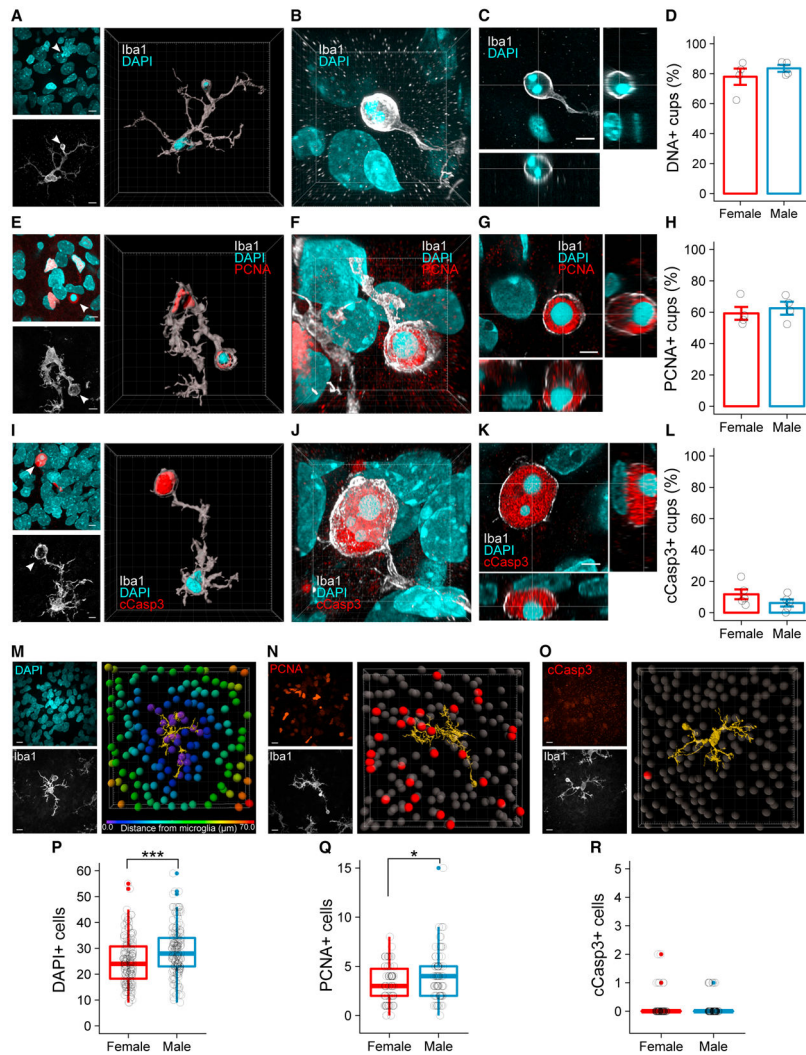 A
Iba1
DAPI
B
Iba1
DAPI
C
Iba1
DAPI
D
DNA+ cups (%)
100
80
60
40
20
0
Female
Male
E
Iba1
DAPI
PCNA
F
Iba1
DAPI
PCNA
G
Iba1
DAPI
PCNA
H
PCNA+ cups (%)
100
80
60
40
20
0
Female
Male
I
Iba1
DAPI
cCasp3
J
Iba1
DAPI
cCasp3
K
Iba1
DAPI
cCasp3
L
cCasp3+ cups (%)
100
80
60
40
20
0
Female
Male
M
DAPI
Iba1
0.0 Distance from microglia (µm) 70.0
N
PCNA
Iba1
O
cCasp3
Iba1
P
***
DAPI+ cells
60
50
40
30
20
10
0
Female
Male
Q
*
PCNA+ cells
15
10
5
0
Female
Male
R
cCasp3+ cells
5
4
3
2
1
0
Female
Male